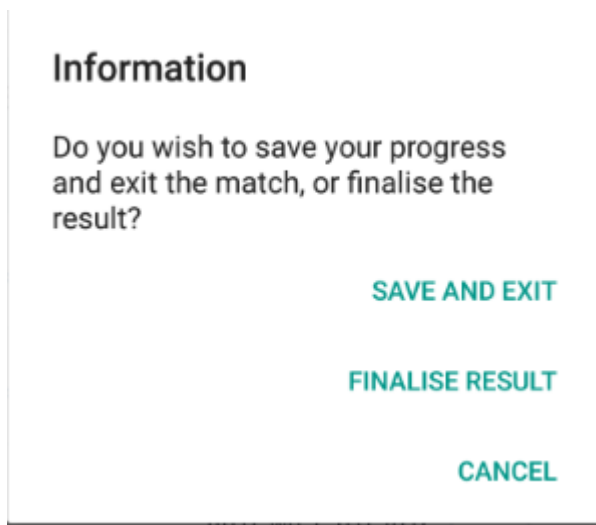 Information
Do you wish to save your progress
and exit the match, or finalise the
result?
SAVE AND EXIT
FINALISE RESULT
CANCEL